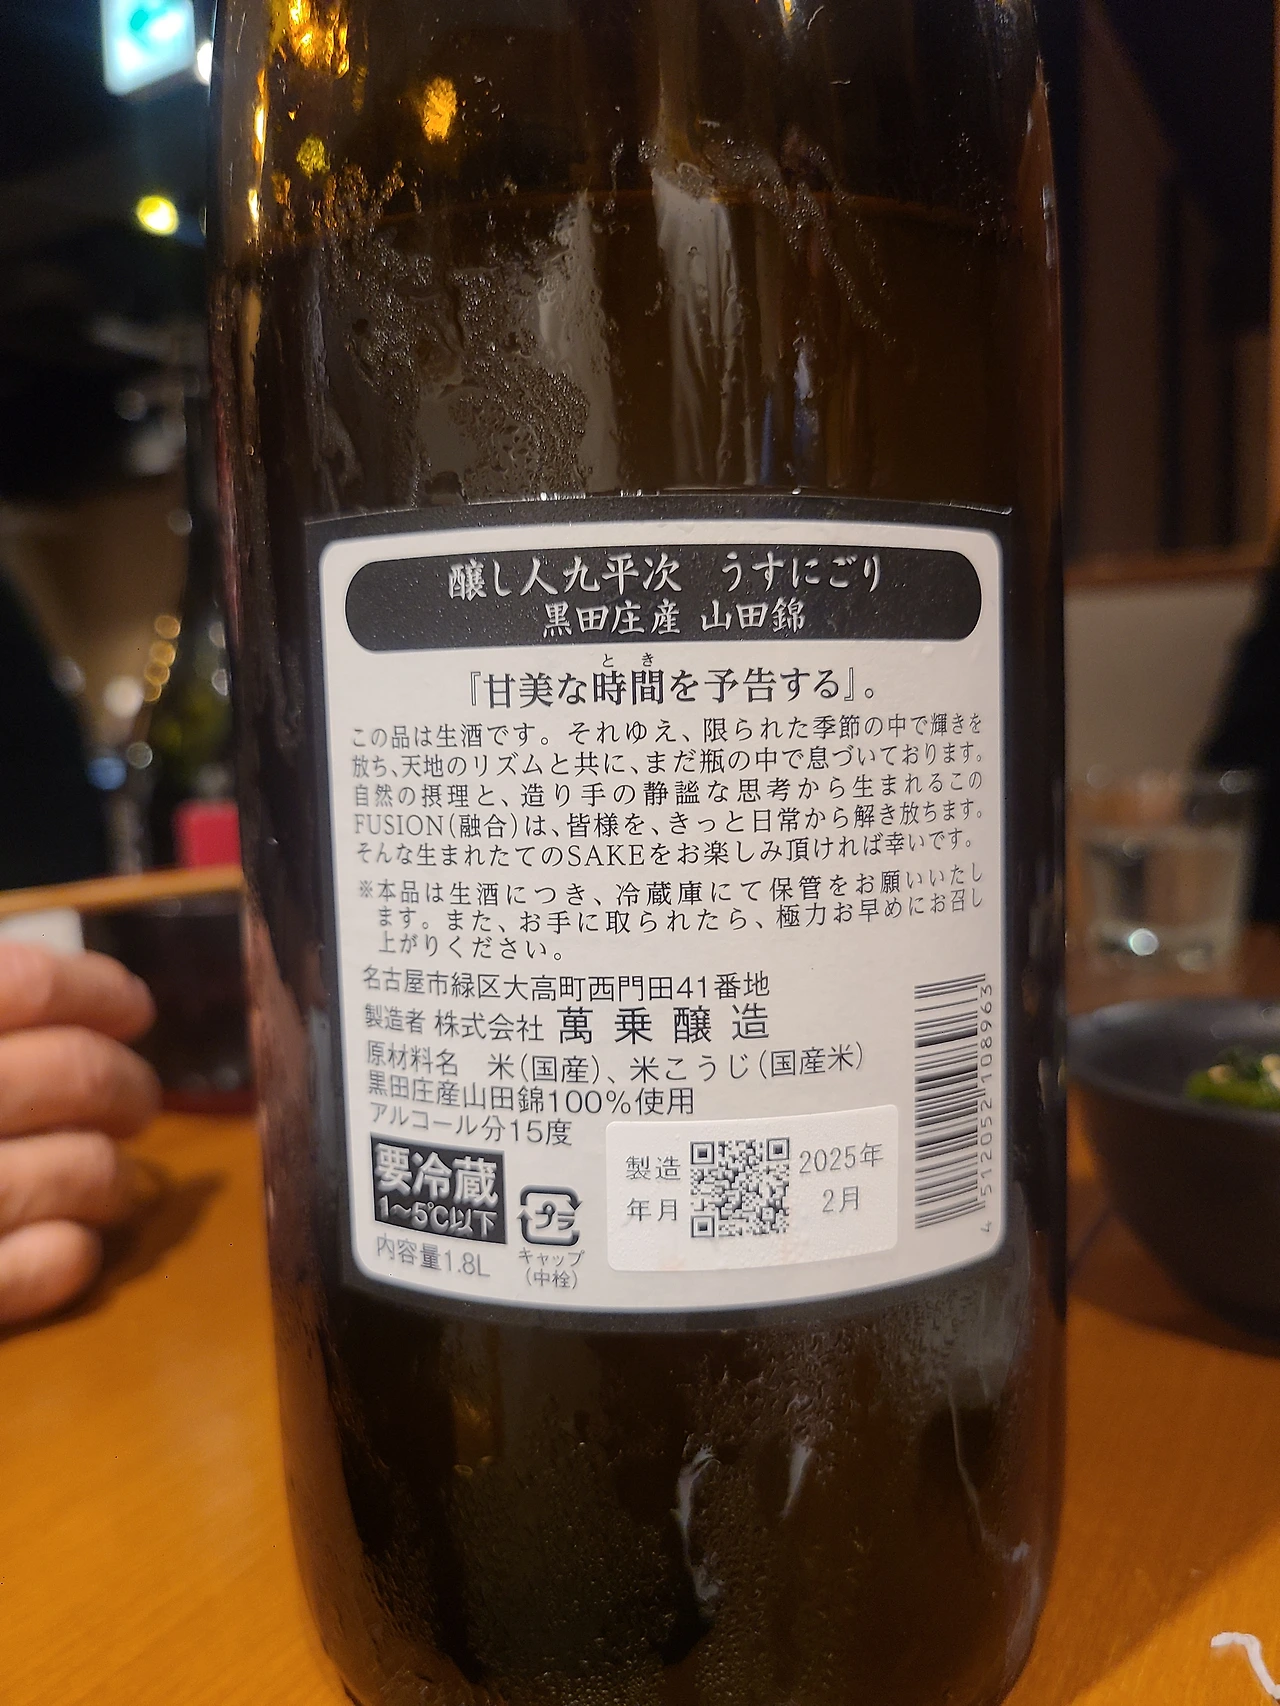 醸し人九平次 うすにごり
黒田庄産 山田錦
とき
『甘美な時間を予告する』。
この品は生酒です。それゆえ、限られた季節の中で輝きを
放ち、天地のリズムと共に、まだ瓶の中で息づいております。
自然の摂理と、造り手の静謐な思考から生まれるこの
FUSION(融合)は、皆様を、きっと日常から解き放ちます。
そんな生まれたてのSAKEをお楽しみ頂ければ幸いです。
※本品は生酒につき、冷蔵庫にて保管をお願いいたし
ます。また、お手に取られたら、極力お早めにお召し
上がりください。
名古屋市緑区大高町西門田41番地
製造者 株式会社 萬乗醸造
原材料名 米(国産)、米こうじ(国産米)
黒田庄産山田錦100%使用
アルコール分15度
要冷蔵
1~5℃以下
内容量1.8L
プラ
キャップ
(中栓)
製造
年月
2025年
2月
4512052108963